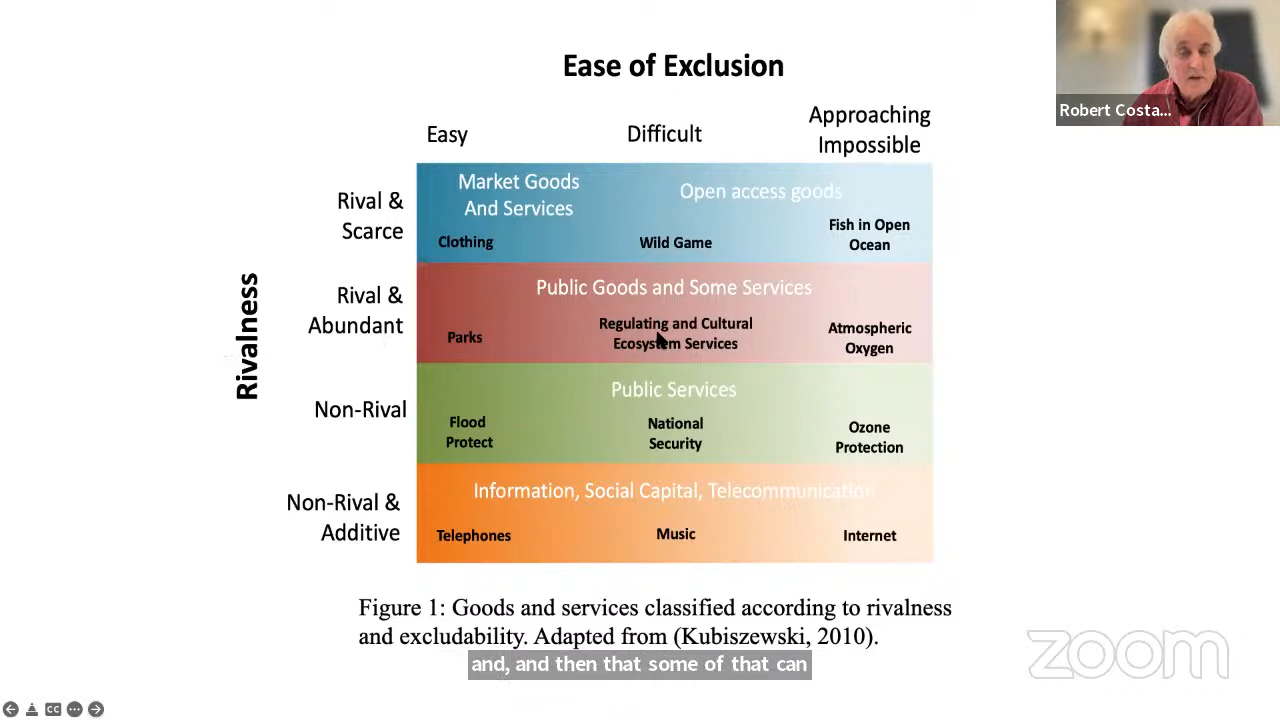 Ease of Exclusion
Robert Costa...
Easy
Difficult
Approaching
Impossible
Rivalness
Rival &
Scarce
Market Goods
And Services
Open access goods
Clothing
Wild Game
Fish in Open
Ocean
Rival &
Abundant
Public Goods and Some Services
Parks
Regulating and Cultural
Ecosystem Services
Atmospheric
Oxygen
Non-Rival
Public Services
Flood
Protect
National
Security
Ozone
Protection
Non-Rival &
Additive
Information, Social Capital, Telecommunication
Telephones
Music
Internet
Figure 1: Goods and services classified according to rivalness
and excludability. Adapted from (Kubiszewski, 2010).
and, and then that some of that can
zoom
CC